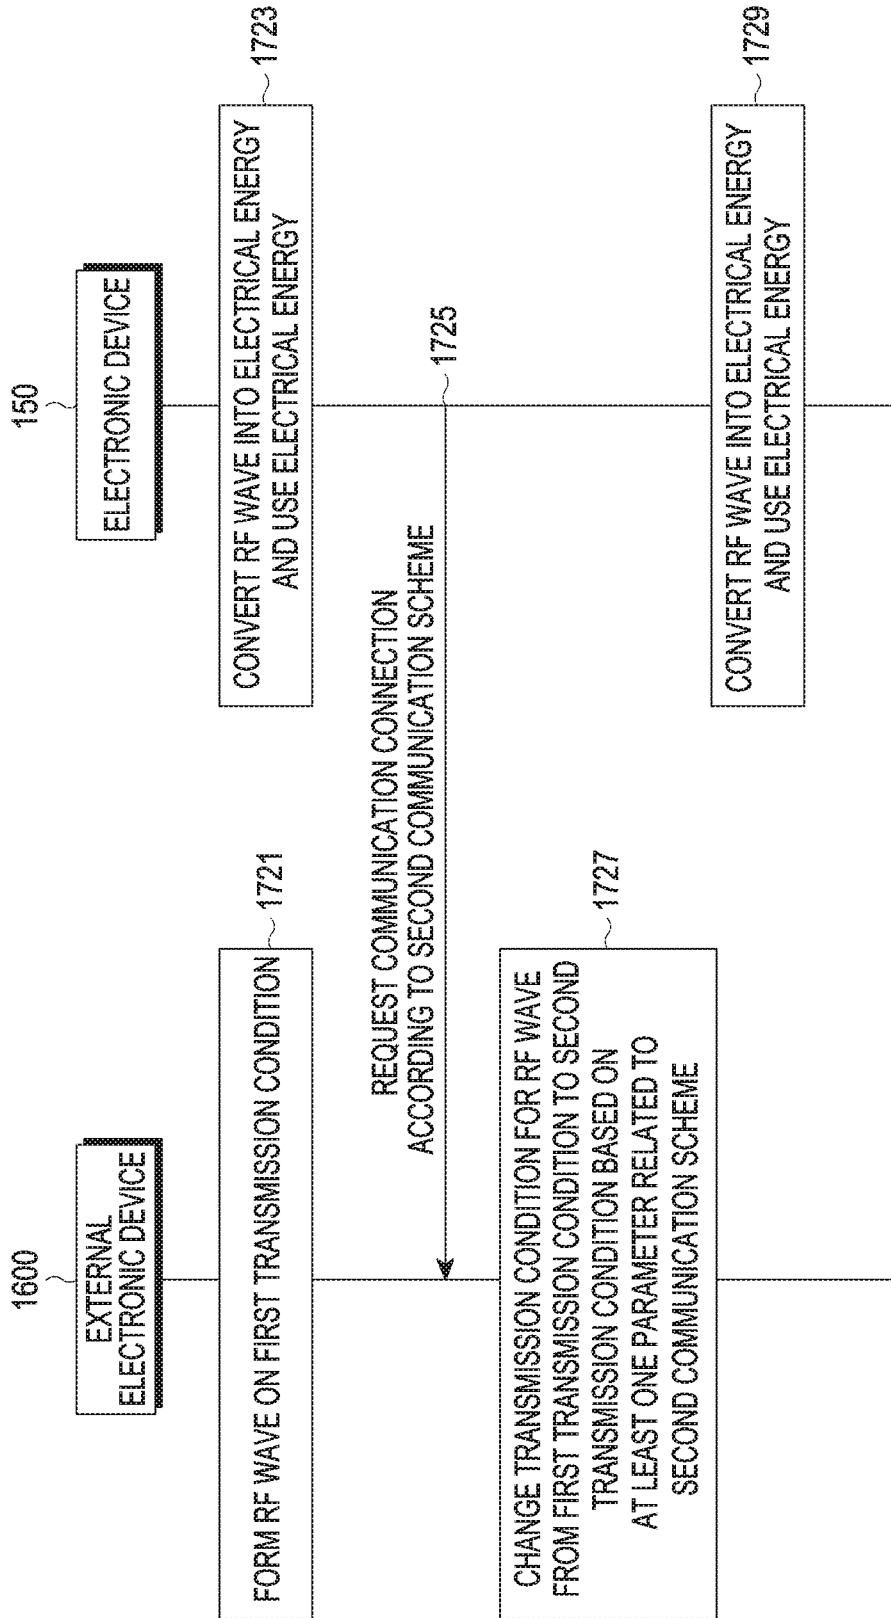 1600
EXTERNAL
ELECTRONIC DEVICE
150
ELECTRONIC DEVICE
FORM RF WAVE ON FIRST TRANSMISSION CONDITION
1721
CONVERT RF WAVE INTO ELECTRICAL ENERGY
AND USE ELECTRICAL ENERGY
1723
REQUEST COMMUNICATION CONNECTION
ACCORDING TO SECOND COMMUNICATION SCHEME
1725
CHANGE TRANSMISSION CONDITION FOR RF WAVE
FROM FIRST TRANSMISSION CONDITION TO SECOND
TRANSMISSION CONDITION BASED ON
AT LEAST ONE PARAMETER RELATED TO
SECOND COMMUNICATION SCHEME
1727
CONVERT RF WAVE INTO ELECTRICAL ENERGY
AND USE ELECTRICAL ENERGY
1729